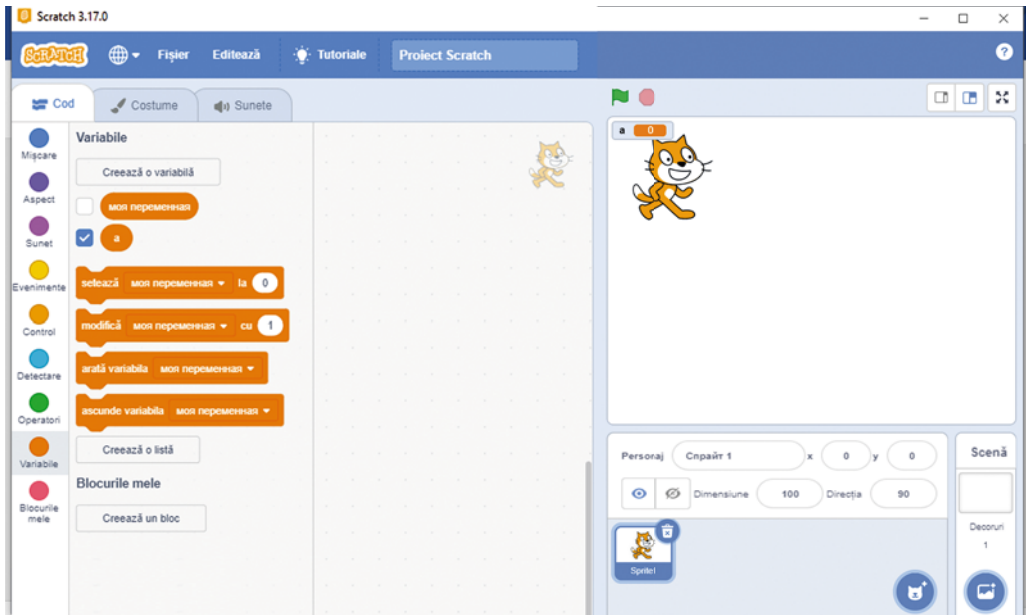 Scratch 3.17.0
SCRATCH Fișier Editează Tutoriale Proiect Scratch ?
Cod Costume Sunete
Mișcare
Aspect
Sunet
Evenimente
Control
Detectare
Operatori
Variabile
Blocurile mele
Variabile
Creează o variabilă
моя переменная
a
setează моя переменная la 0
modifică моя переменная cu 1
arată variabila моя переменная
ascunde variabila моя переменная
Creează o listă
Blocurile mele
Creează un bloc
a 0
Personaj Спрайт 1 x 0 y 0
Dimensiune 100 Direcția 90
Sprite1
Scenă
Decoruri
1